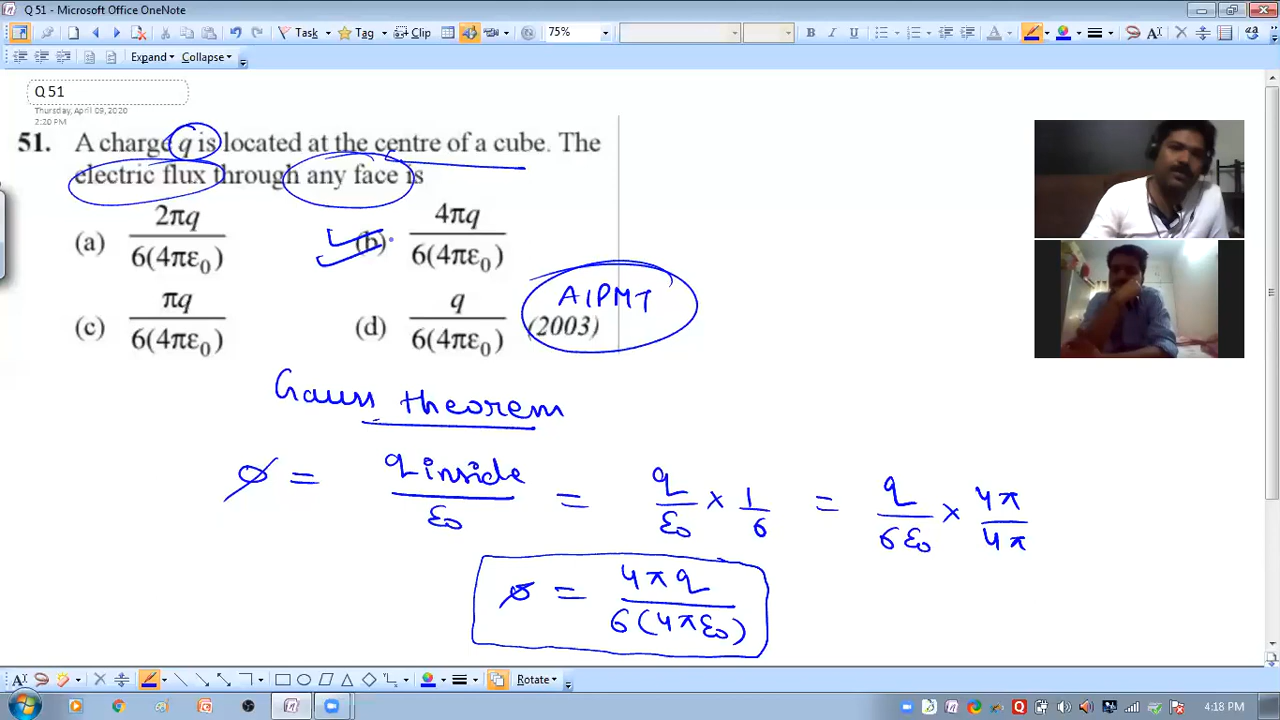 Q 51 - Microsoft Office OneNote
Task Tag Clip 75% B I U
Expand Collapse
Q 51
Thursday, April 09, 2020
2:20 PM
51. A charge q is located at the centre of a cube. The
electric flux through any face is
(a) 2πq / 6(4πε₀) (b) 4πq / 6(4πε₀)
(c) πq / 6(4πε₀) (d) q / 6(4πε₀) AIPMT
(2003)
Gauss theorem
φ = q inside / ε₀ = q / ε₀ × 1 / 6 = q / 6ε₀ × 4π / 4π
φ = 4πq / 6(4πε₀)
Rotate
4:18 PM